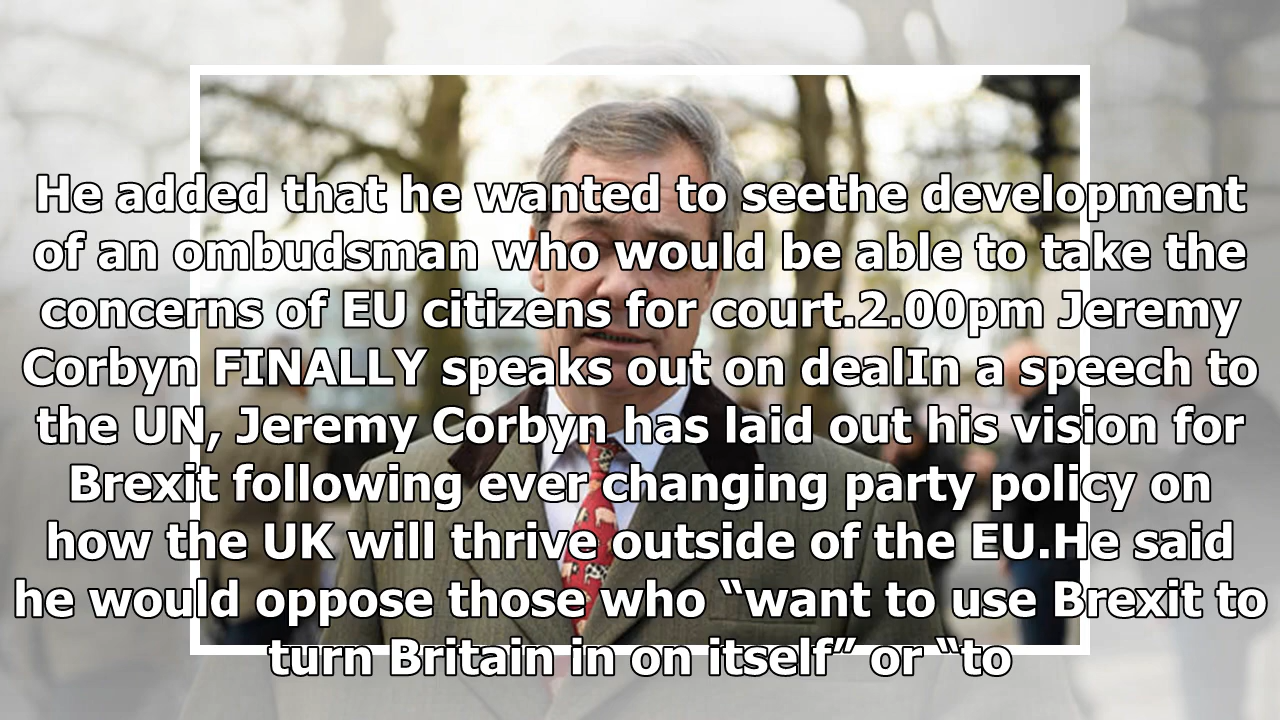 He added that he wanted to seethe development
of an ombudsman who would be able to take the
concerns of EU citizens for court.2.00pm Jeremy
Corbyn FINALLY speaks out on dealIn a speech to
the UN, Jeremy Corbyn has laid out his vision for
Brexit following ever changing party policy on
how the UK will thrive outside of the EU.He said
he would oppose those who “want to use Brexit to
turn Britain in on itself” or “to